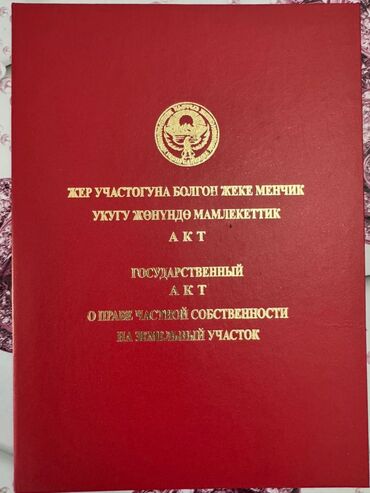 ЖЕР УЧАСТОГУНА БОЛГОН ЖЕКЕ МЕНЧИК
УКУГУ ЖӨНҮНДӨ МАМЛЕКЕТТИК
АКТ
ГОСУДАРСТВЕННЫЙ
АКТ
О ПРАВЕ ЧАСТНОЙ СОБСТВЕННОСТИ
НА ЗЕМЕЛЬНЫЙ УЧАСТОК